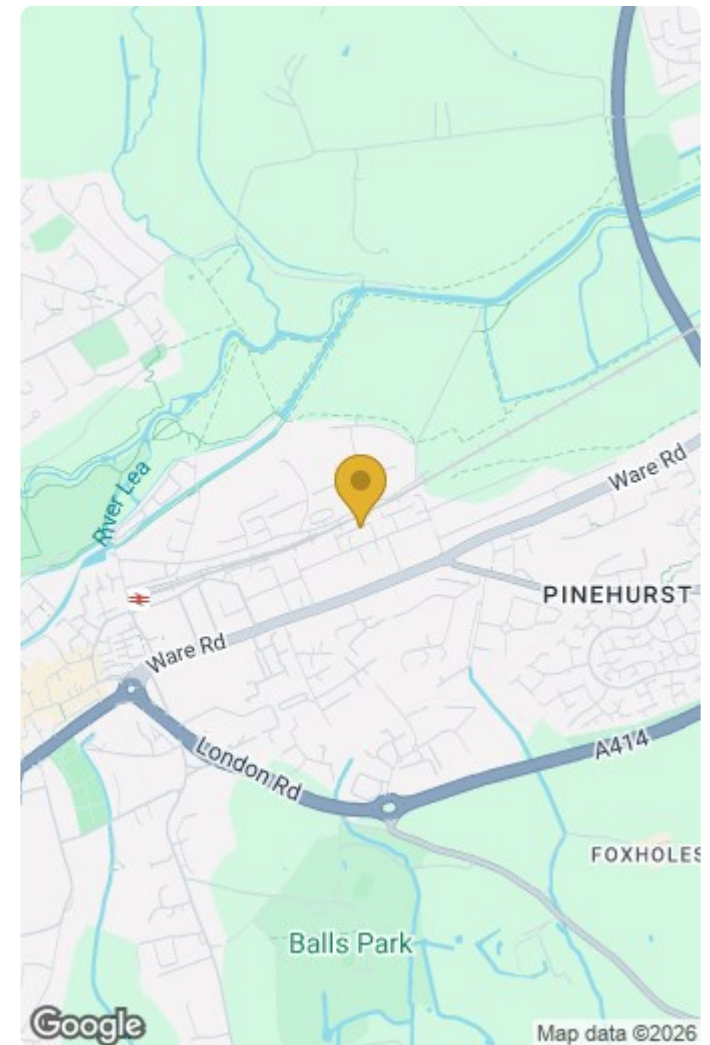 River Lea
Ware Rd
PINEHURST
Ware Rd
London Rd
A414
FOXHOLES
Balls Park
Google
Map data ©2026